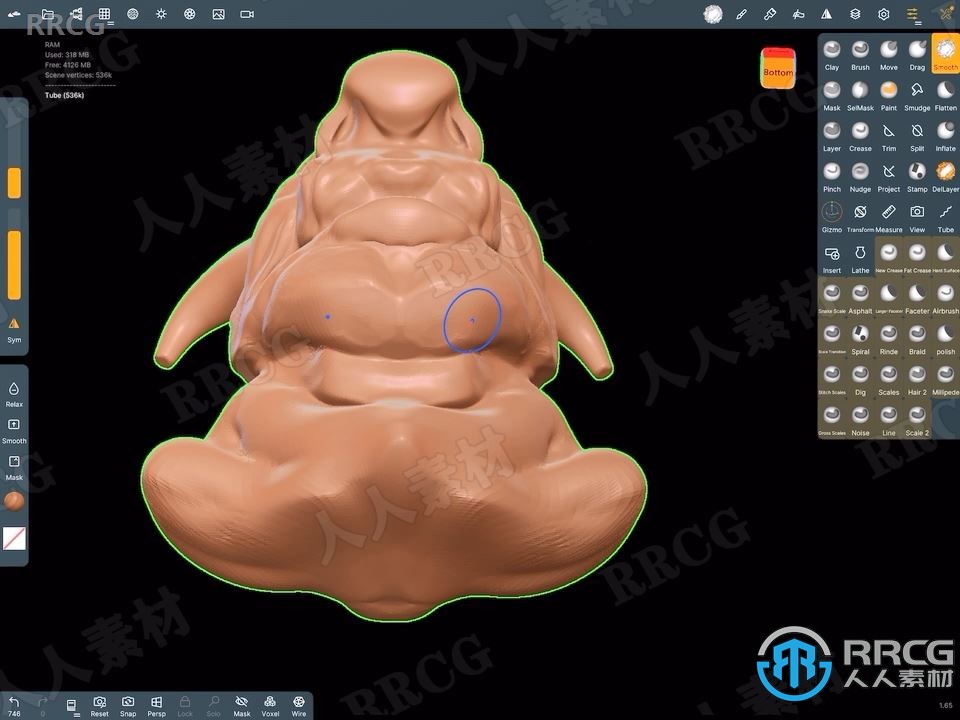 RRCG
RAM
Used: 318 MB
Free: 4126 MB
Scene vertices: 536k
Tube (536k)
Bottom
Clay Brush Move Drag Smooth
Mask SelMask Paint Smudge Flatten
Layer Crease Trim Split Inflate
Pinch Nudge Project Stamp DelLayer
Gizmo Transform Measure View Tube
Insert Lathe New Crease Fat Crease Hard Surface
Snake Scale Asphalt Larger Faceter Faceter Airbrush
Scale Transition Spiral Rinde Braid polish
Stitch Scales Dig Scales Hair 2 Millipede
Gross Scales Noise Line Scale 2
Sym
Relax
Smooth
Mask
人人素材
RRCG
RRCG
人人素材
RRCG
人人素材
RRCG
人人素材
RRCG
RRCG
人人素材
746 0 Reset Snap Persp Lock Solo Mask Voxel Wire
1.65